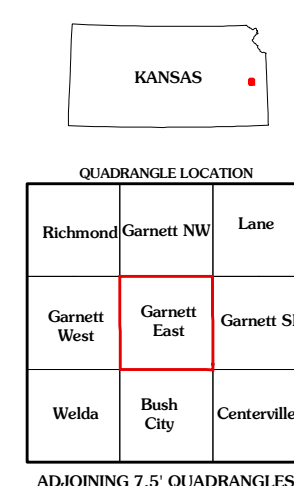 KANSAS
QUADRANGLE LOCATION
Richmond Garnett NW Lane
Garnett West Garnett East Garnett S
Welda Bush City Centerville
ADJOINING 7.5' QUADRANGLES